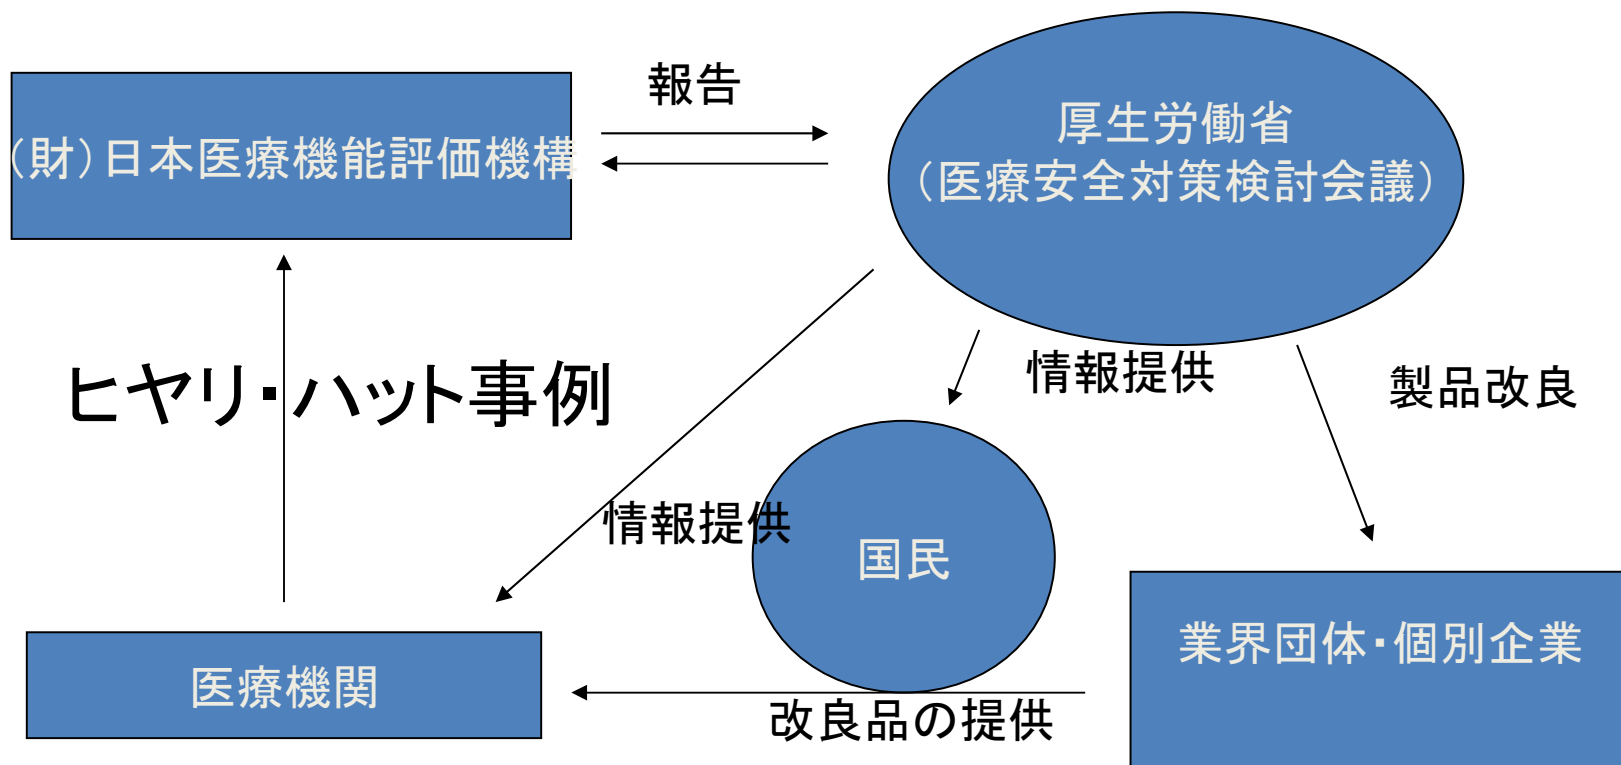 報告
(財)日本医療機能評価機構
厚生労働省
(医療安全対策検討会議)
ヒヤリ・ハット事例
情報提供
製品改良
情報提供
国民
業界団体・個別企業
医療機関
改良品の提供